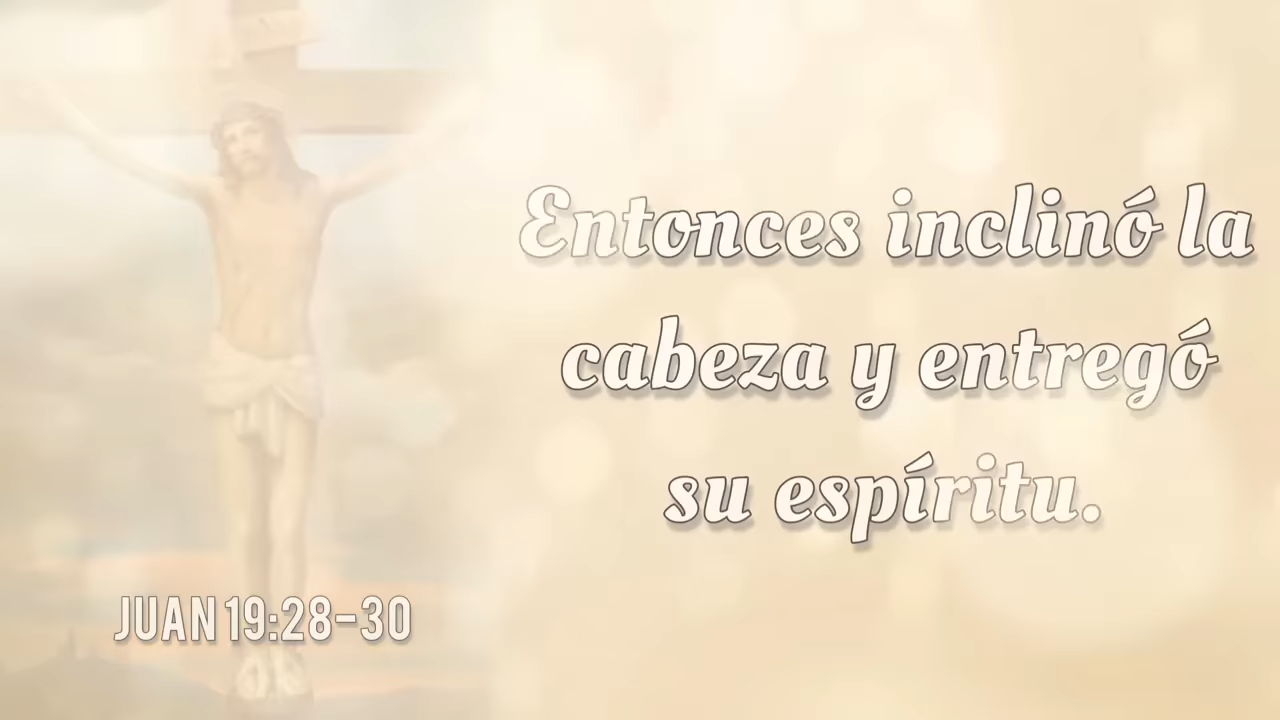 Entonces inclinó la
cabeza y entregó
su espíritu.
JUAN 19:28-30